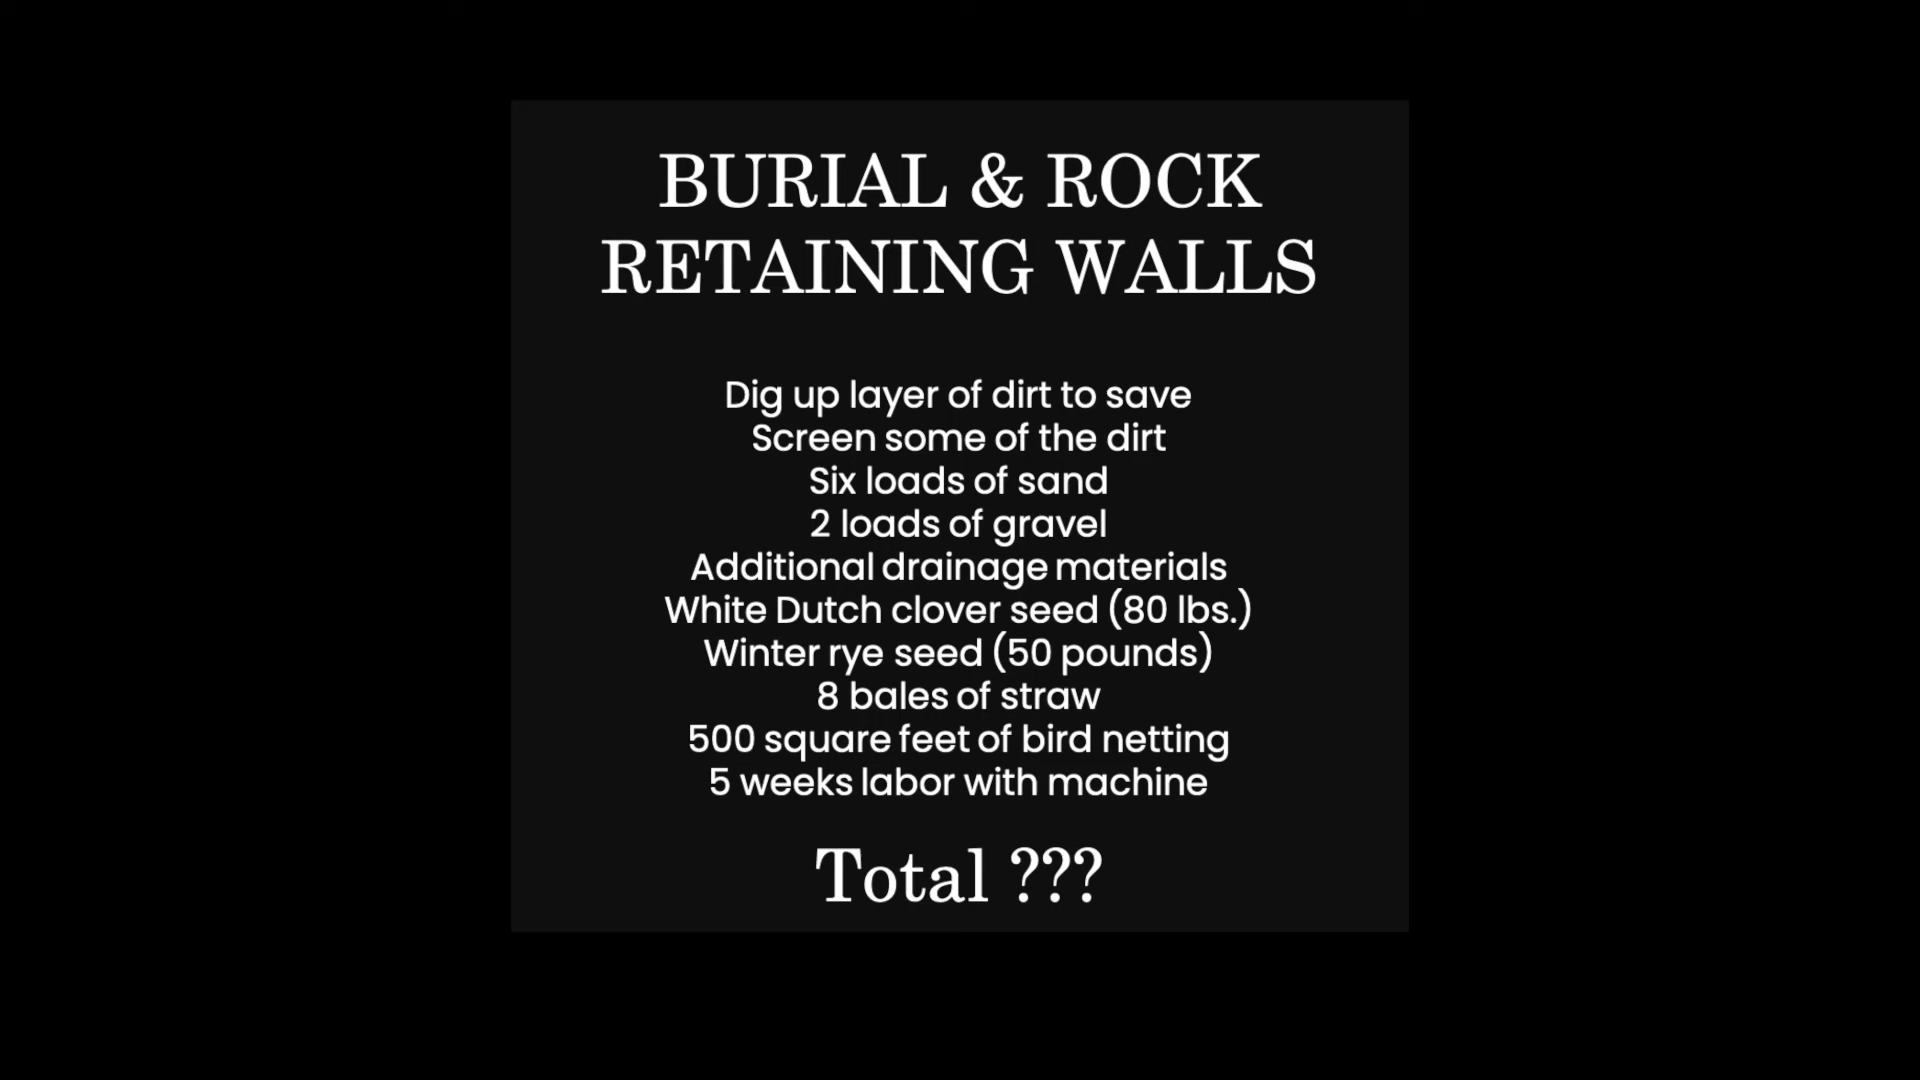 BURIAL & ROCK
RETAINING WALLS
Dig up layer of dirt to save
Screen some of the dirt
Six loads of sand
2 loads of gravel
Additional drainage materials
White Dutch clover seed (80 lbs.)
Winter rye seed (50 pounds)
8 bales of straw
500 square feet of bird netting
5 weeks labor with machine
Total ???